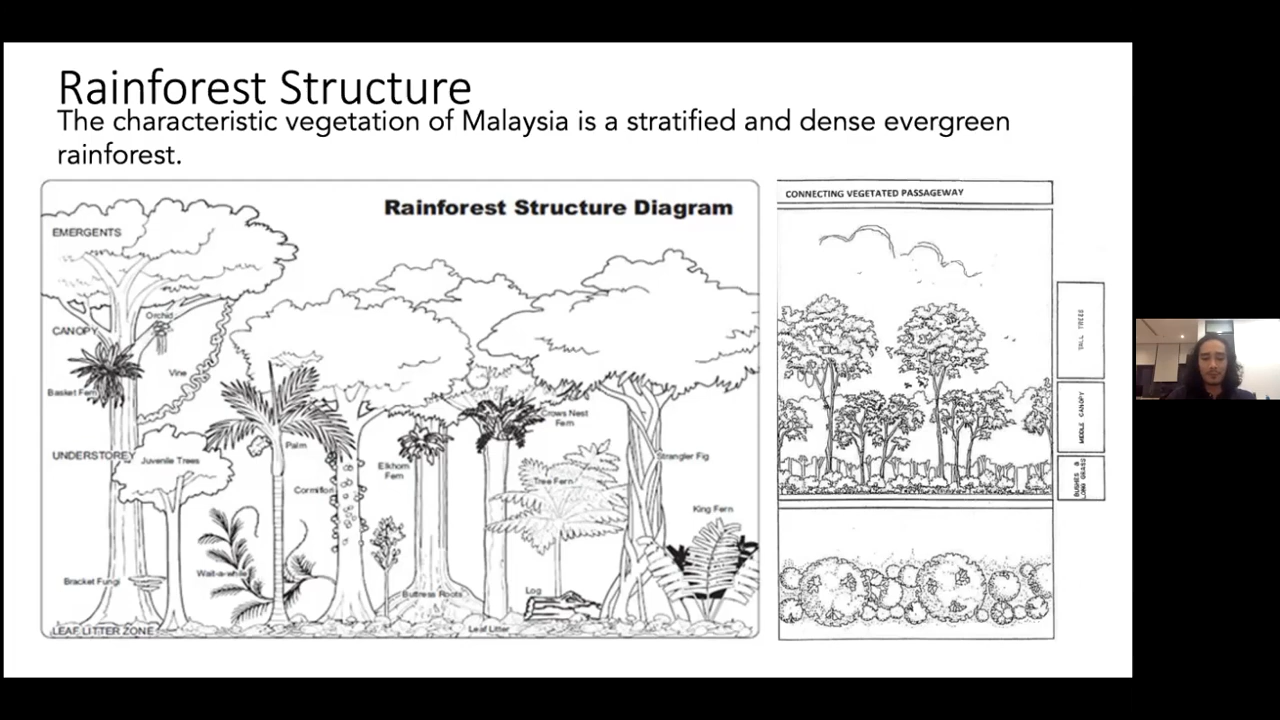 Rainforest Structure
The characteristic vegetation of Malaysia is a stratified and dense evergreen
rainforest.
Rainforest Structure Diagram
EMERGENTS
Orchid
CANOPY
Vine
Basket Fern
Crows Nest
Fern
UNDERSTOREY
Juvenile Trees
Palm
Elkhorn
Fern
Strangler Fig
Tree Fern
Cormillon
King Fern
Wait-a-while
Bracket Fungi
Buttress Roots
Log
LEAF LITTER ZONE
Leaf Litter
CONNECTING VEGETATED PASSAGEWAY
TALL TREES
MIDDLE CANOPY
BUSHES &
LONG GRASS